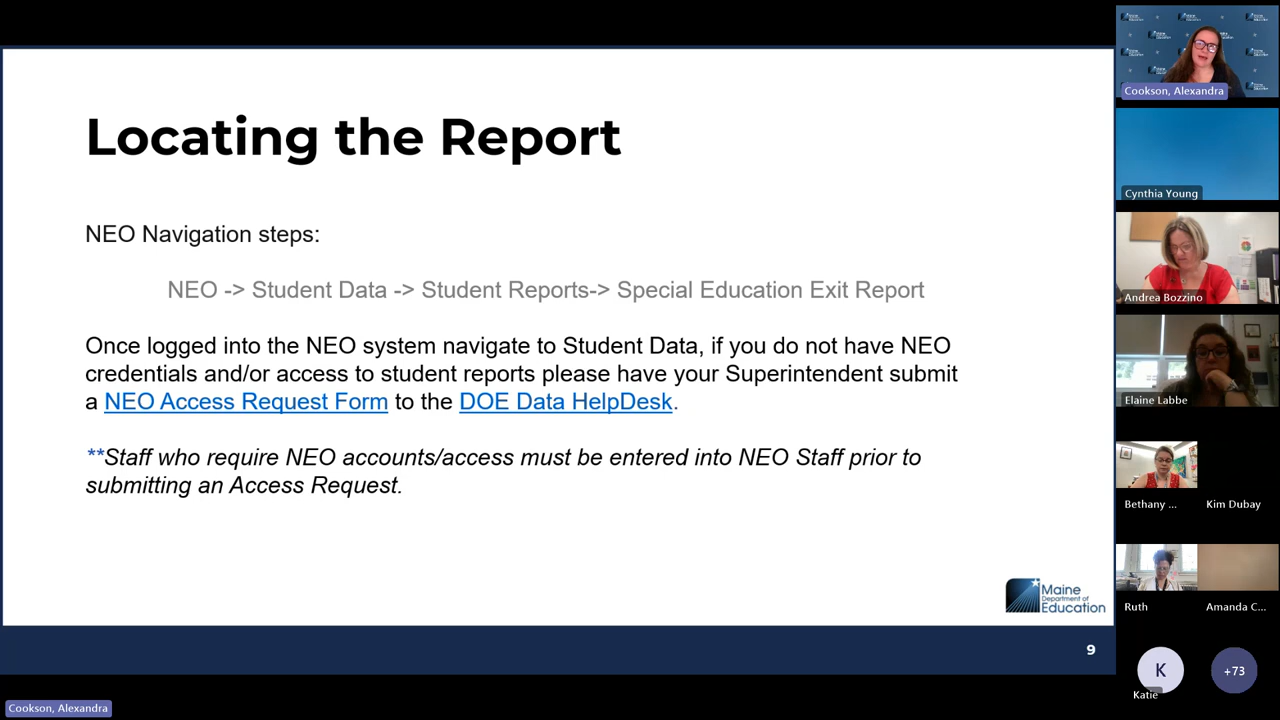 Locating the Report
NEO Navigation steps:
NEO -> Student Data -> Student Reports-> Special Education Exit Report
Once logged into the NEO system navigate to Student Data, if you do not have NEO
credentials and/or access to student reports please have your Superintendent submit
a NEO Access Request Form to the DOE Data HelpDesk.
**Staff who require NEO accounts/access must be entered into NEO Staff prior to
submitting an Access Request.
Maine
Department of
Education
9
Cookson, Alexandra
Cookson, Alexandra
Cynthia Young
Andrea Bozzino
Elaine Labbe
Bethany ...
Kim Dubay
Ruth
Amanda C...
K
Katie
+73